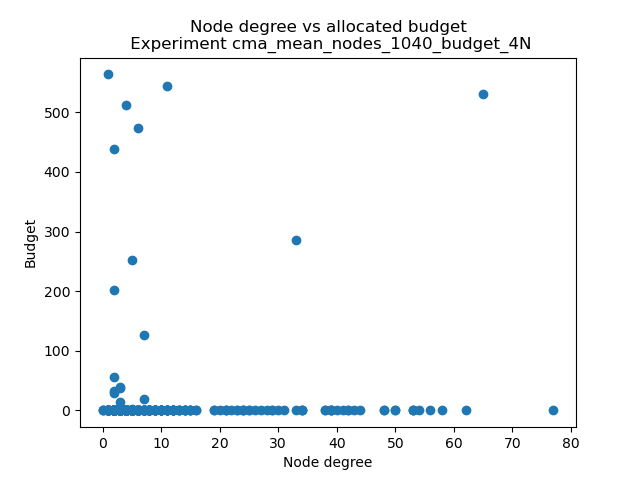 Node degree vs allocated budget
Experiment cma_mean_nodes_1040_budget_4N
500
400
300
200
100
0
Budget
0 10 20 30 40 50 60 70 80
Node degree